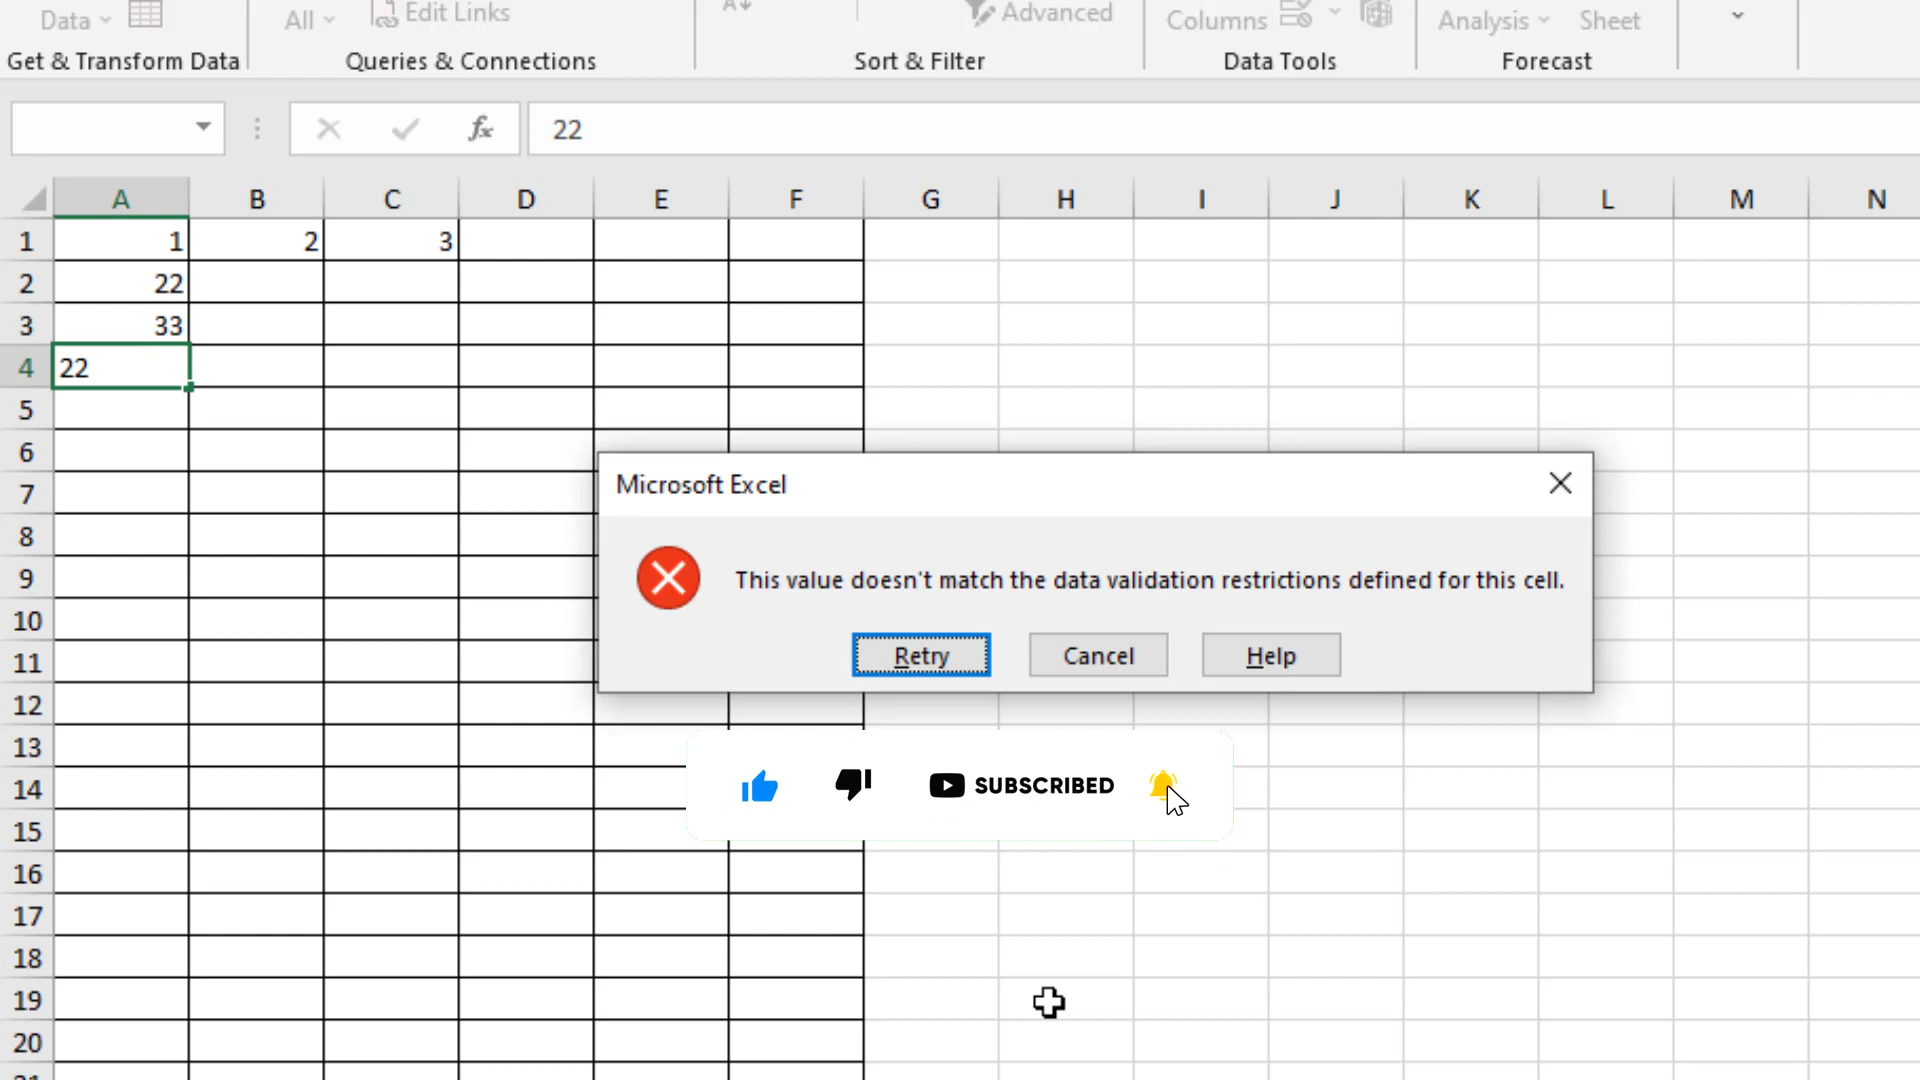 Data All Edit Links Advanced Columns Analysis Sheet
Get & Transform Data Queries & Connections Sort & Filter Data Tools Forecast
fx 22
A B C D E F G H I J K L M N
1 1 2 3
2 22
3 33
4 22
5
6
7
8
9
10
11
12
13
14
15
16
17
18
19
20
Microsoft Excel
This value doesn't match the data validation restrictions defined for this cell.
Retry Cancel Help
SUBSCRIBED